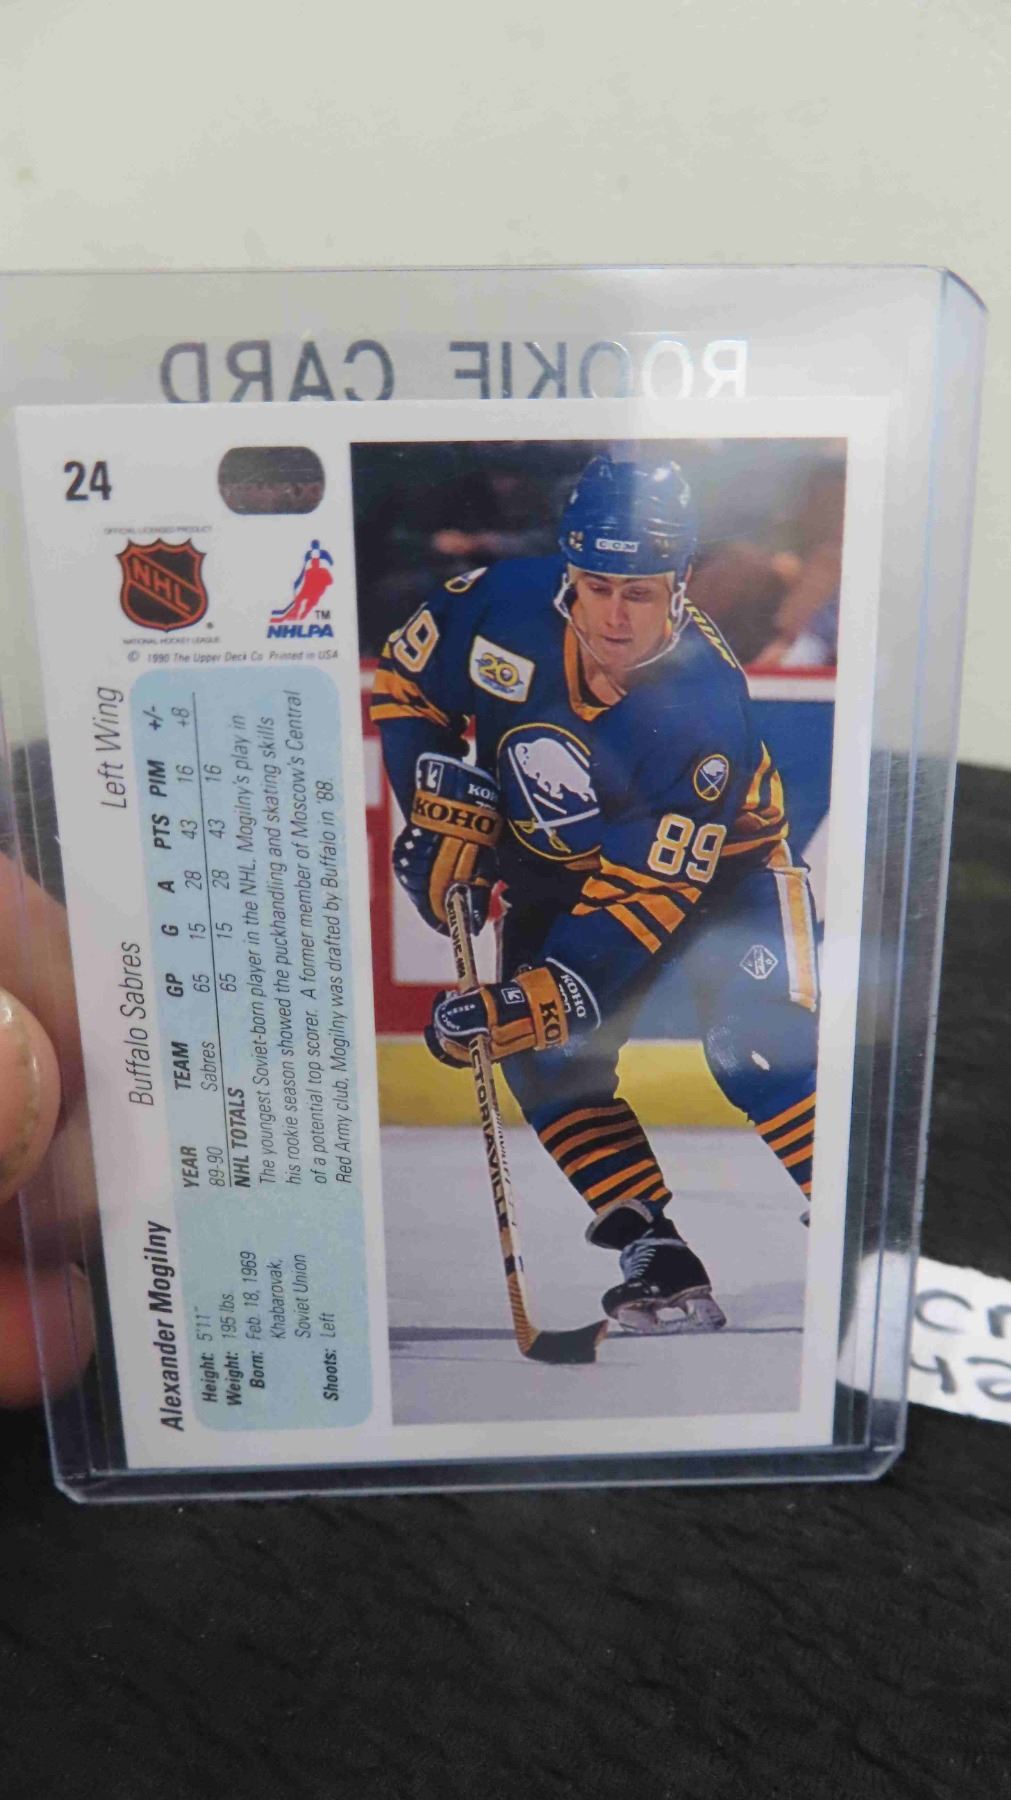 ROOKIE CARD
24
OFFICIAL LICENSED PRODUCT
NHL
®
NATIONAL HOCKEY LEAGUE
TM
NHLPA
© 1990 The Upper Deck Co. Printed in USA
Alexander Mogilny Buffalo Sabres Left Wing
Height: 5'11"
Weight: 195 lbs.
Born: Feb. 18, 1969
Khabarovak,
Soviet Union
Shoots: Left
YEAR TEAM GP G A PTS PIM +/-
89-90 Sabres 65 15 28 43 16 +8
NHL TOTALS 65 15 28 43 16
The youngest Soviet-born player in the NHL, Mogilny's play in
his rookie season showed the puckhandling and skating skills
of a potential top scorer. A former member of Moscow's Central
Red Army club, Mogilny was drafted by Buffalo in '88.
CCM
89
20
89
KOHO
KOHO
KO
VICTORIAVILLE